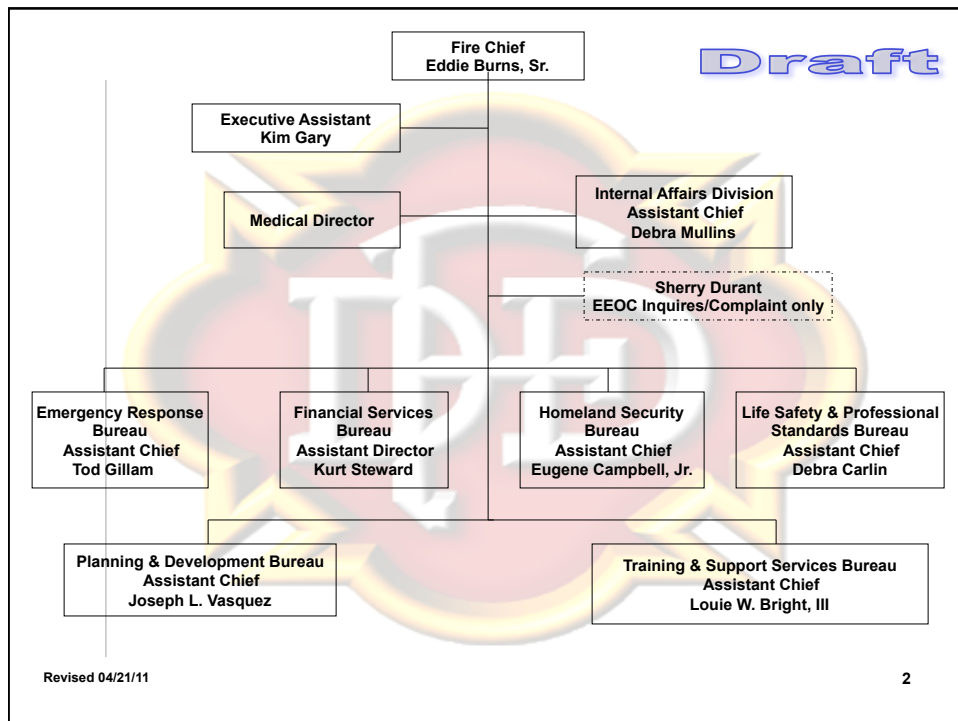 Fire Chief
Eddie Burns, Sr.
Draft
Executive Assistant
Kim Gary
Medical Director
Internal Affairs Division
Assistant Chief
Debra Mullins
Sherry Durant
EEOC Inquires/Complaint only
Emergency Response
Bureau
Assistant Chief
Tod Gillam
Financial Services
Bureau
Assistant Director
Kurt Steward
Homeland Security
Bureau
Assistant Chief
Eugene Campbell, Jr.
Life Safety & Professional
Standards Bureau
Assistant Chief
Debra Carlin
Planning & Development Bureau
Assistant Chief
Joseph L. Vasquez
Training & Support Services Bureau
Assistant Chief
Louie W. Bright, III
Revised 04/21/11
2
DFD